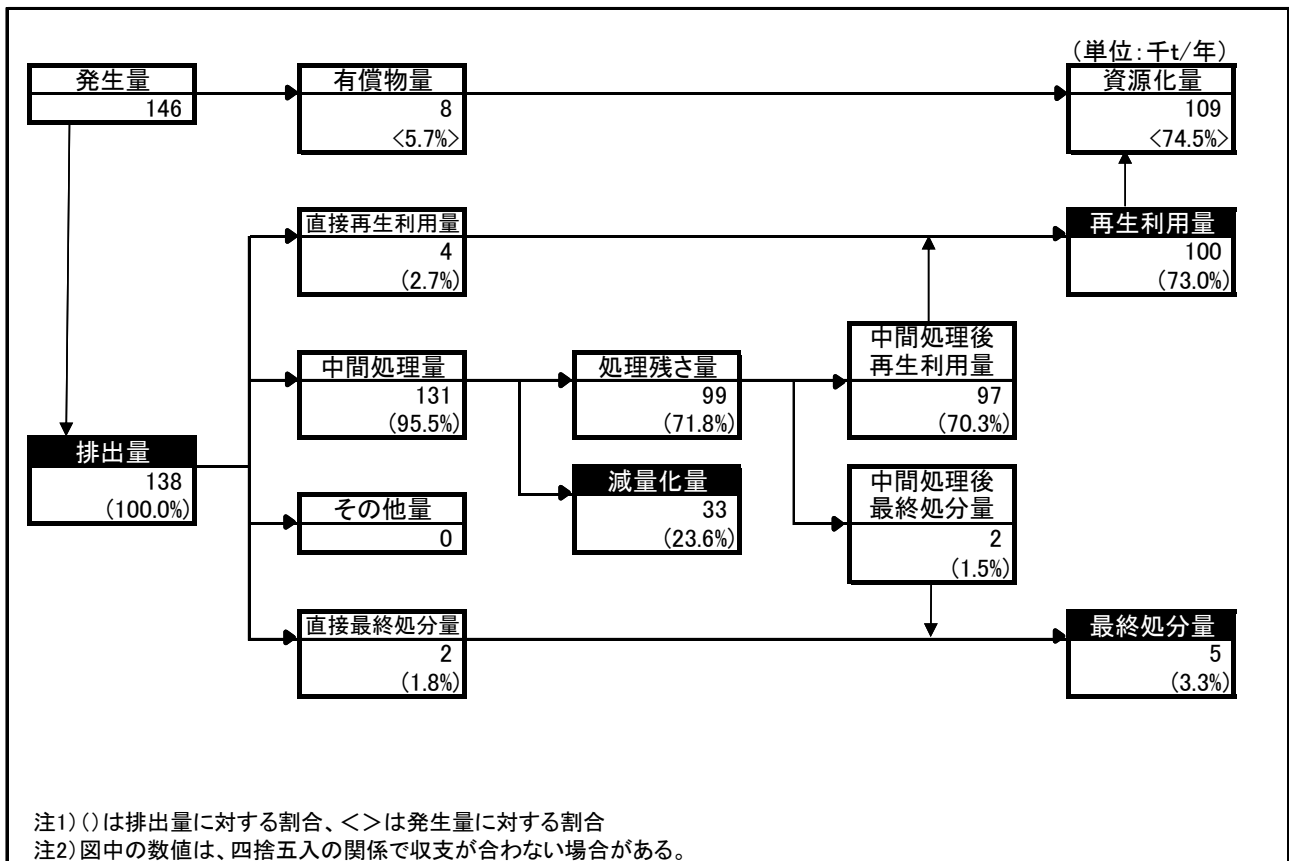 (単位:千t/年)
発生量
146
有償物量
8
<5.7%>
資源化量
109
<74.5%>
直接再生利用量
4
(2.7%)
再生利用量
100
(73.0%)
中間処理量
131
(95.5%)
処理残さ量
99
(71.8%)
中間処理後
再生利用量
97
(70.3%)
排出量
138
(100.0%)
その他量
0
減量化量
33
(23.6%)
中間処理後
最終処分量
2
(1.5%)
直接最終処分量
2
(1.8%)
最終処分量
5
(3.3%)
注1)()は排出量に対する割合、<>は発生量に対する割合
注2)図中の数値は、四捨五入の関係で収支が合わない場合がある。